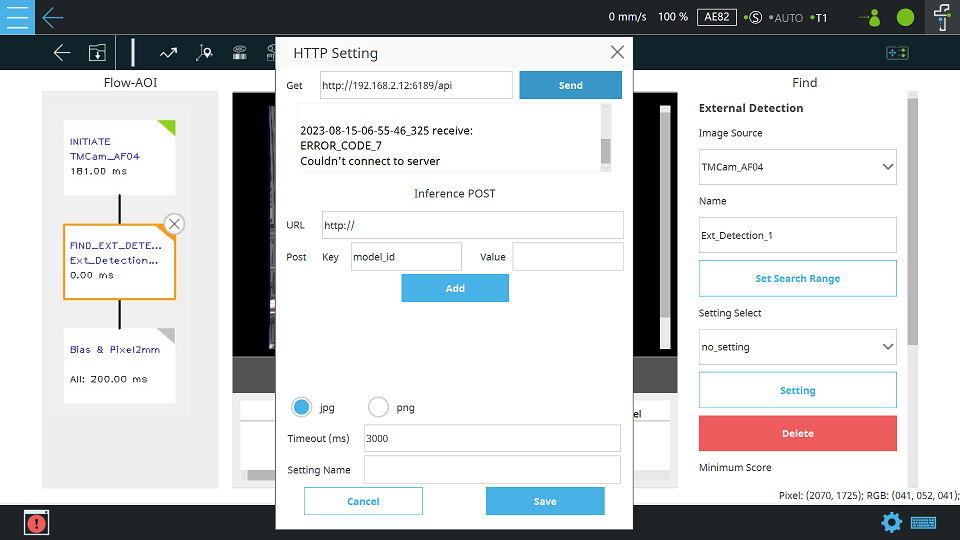 0 mm/s 100 % AE82 S AUTO T1
Flow-AOI
INITIATE
TMCam_AF04
181.00 ms
FIND_EXT_DETE...
Ext_Detection...
0.00 ms
Bias & Pixel2mm
All: 200.00 ms
HTTP Setting
Get http://192.168.2.12:6189/api Send
2023-08-15-06-55-46_325 receive:
ERROR_CODE_7
Couldn't connect to server
Inference POST
URL http://
Post Key model_id Value
Add
jpg png
Timeout (ms) 3000
Setting Name
Cancel Save
el
Find
External Detection
Image Source
TMCam_AF04
Name
Ext_Detection_1
Set Search Range
Setting Select
no_setting
Setting
Delete
Minimum Score
Pixel: (2070, 1725); RGB: (041, 052, 041);